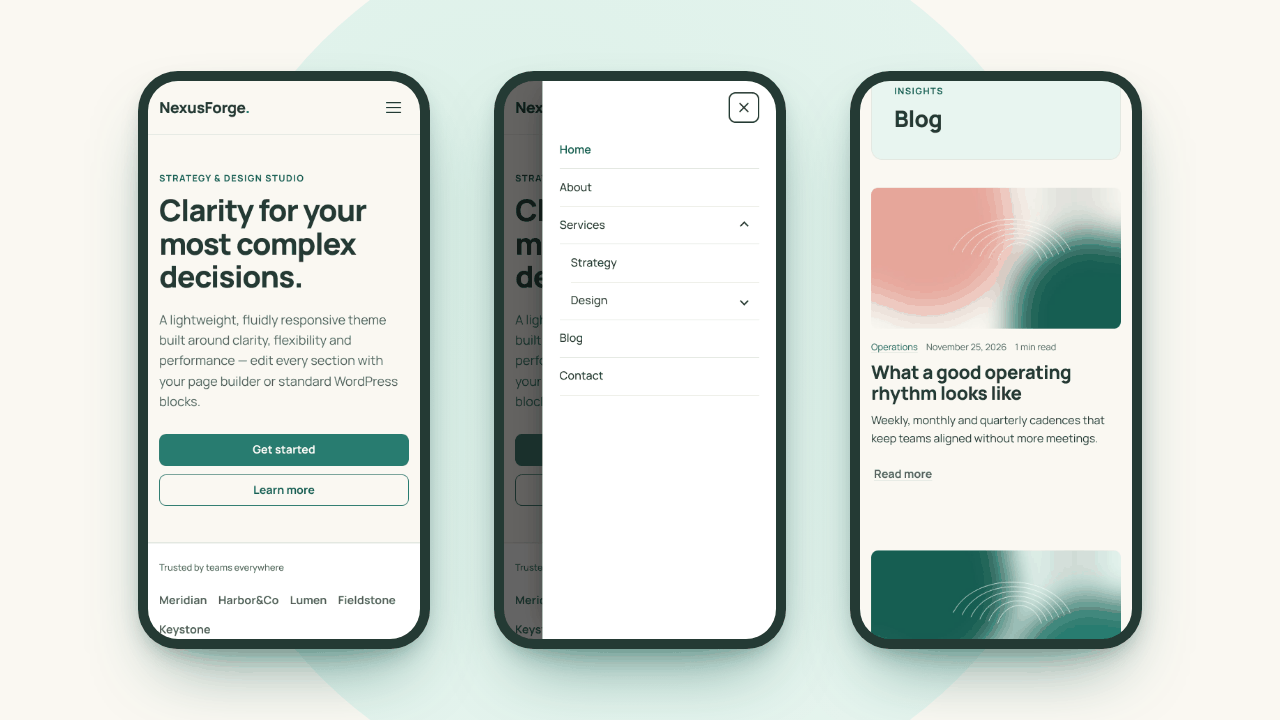 NexusForge.
STRATEGY & DESIGN STUDIO
Clarity for your
most complex
decisions.
A lightweight, fluidly responsive theme
built around clarity, flexibility and
performance — edit every section with
your page builder or standard WordPress
blocks.
Get started
Learn more
Trusted by teams everywhere
Meridian Harbor&Co Lumen Fieldstone
Keystone
Home
About
Services
Strategy
Design
Blog
Contact
INSIGHTS
Blog
Operations November 25, 2026 1 min read
What a good operating
rhythm looks like
Weekly, monthly and quarterly cadences that
keep teams aligned without more meetings.
Read more